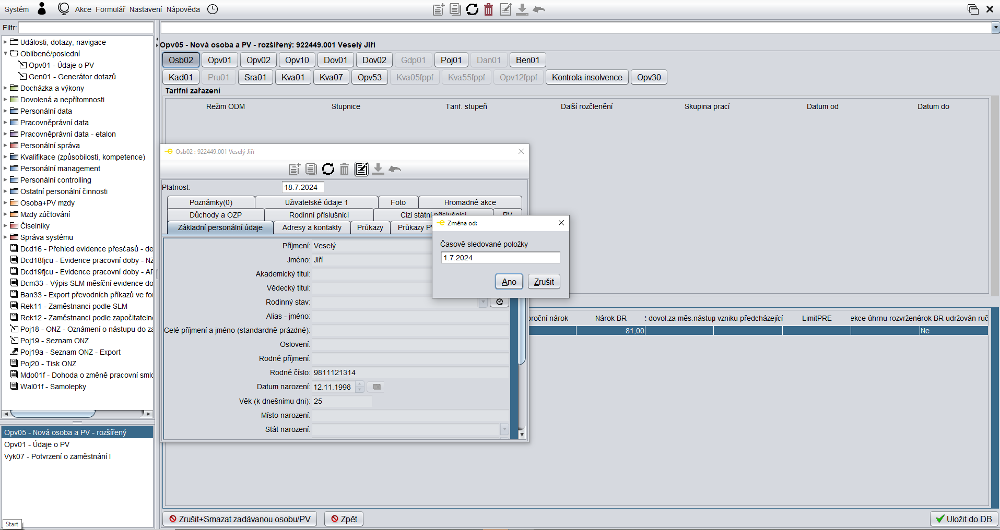 Systém Akce Formulář Nastavení Nápověda
Filtr:
Události, dotazy, navigace
Oblíbené/poslední
Opv01 - Údaje o PV
Gen01 - Generátor dotazů
Docházka a výkony
Dovolená a nepřítomnosti
Personální data
Pracovněprávní data
Pracovněprávní data - etalon
Personální správa
Kvalifikace (způsobilosti, kompetence)
Personální management
Personální controlling
Ostatní personální činnosti
Osoba+PV mzdy
Mzdy zúčtování
Číselníky
Správa systému
Dcd16 - Přehled evidence přesčasů - de
Dcd18fjcu - Evidence pracovní doby - NZ
Dcd19fjcu - Evidence pracovní doby - AF
Dcm33 - Výpis SLM měsíční evidence do
Ban33 - Export převodních příkazů ve for
Rek11 - Zaměstnanci podle SLM
Rek12 - Zaměstnanci podle započitatelné
Poj18 - ONZ - Oznámení o nástupu do za
Poj19 - Seznam ONZ
Poj19a - Seznam ONZ - Export
Poj20 - Tisk ONZ
Mdo01f - Dohoda o změně pracovní smlo
Wal01f - Samolepky
Opv05 - Nová osoba a PV - rozšířený
Opv01 - Údaje o PV
Vyk07 - Potvrzení o zaměstnání I
Start
Opv05 - Nová osoba a PV - rozšířený: 922449.001 Veselý Jiří
Osb02 Opv01 Opv02 Opv10 Dov01 Dov02 Gdp01 Poj01 Dan01 Ben01
Kad01 Pru01 Sra01 Kva01 Kva07 Opv53 Kva05fppf Kva55fppf Opv12fppf Kontrola insolvence Opv30
Tarifní zařazení
Režim ODM Stupnice Tarif. stupeň Další rozčlenění Skupina prací Datum od Datum do
Osb02 : 922449.001 Veselý Jiří
Platnost: 18.7.2024
Poznámky(0) Uživatelské údaje 1 Foto Hromadné akce
Důchody a OZP Rodinní příslušníci Cizí státní příslušníci PV
Základní personální údaje Adresy a kontakty Průkazy Průkazy PV
Příjmení: Veselý
Jméno: Jiří
Akademický titul:
Vědecký titul:
Rodinný stav:
Alias - jméno:
Celé příjmení a jméno (standardně prázdné):
Oslovení:
Rodné příjmení:
Rodné číslo: 9811121314
Datum narození: 12.11.1998
Věk (k dnešnímu dni): 25
Místo narození:
Stát narození:
Změna od:
Časově sledované položky
1.7.2024
Ano Zrušit
roční nárok Nárok BR dovol.za měs.nástup vzniku předcházející LimitPRE ekce úhrnu rozvržen árok BR udržován ruč
81,00 Ne
Zrušit+Smazat zadávanou osobu/PV Zpět Uložit do DB